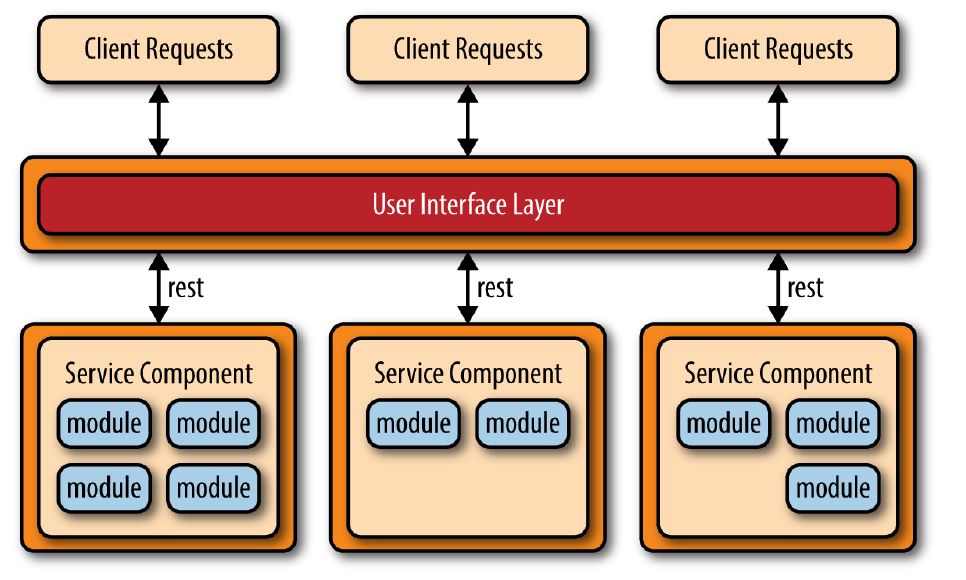 Client Requests
Client Requests
Client Requests
User Interface Layer
rest
rest
rest
Service Component
Service Component
Service Component
module
module
module
module
module
module
module
module
module